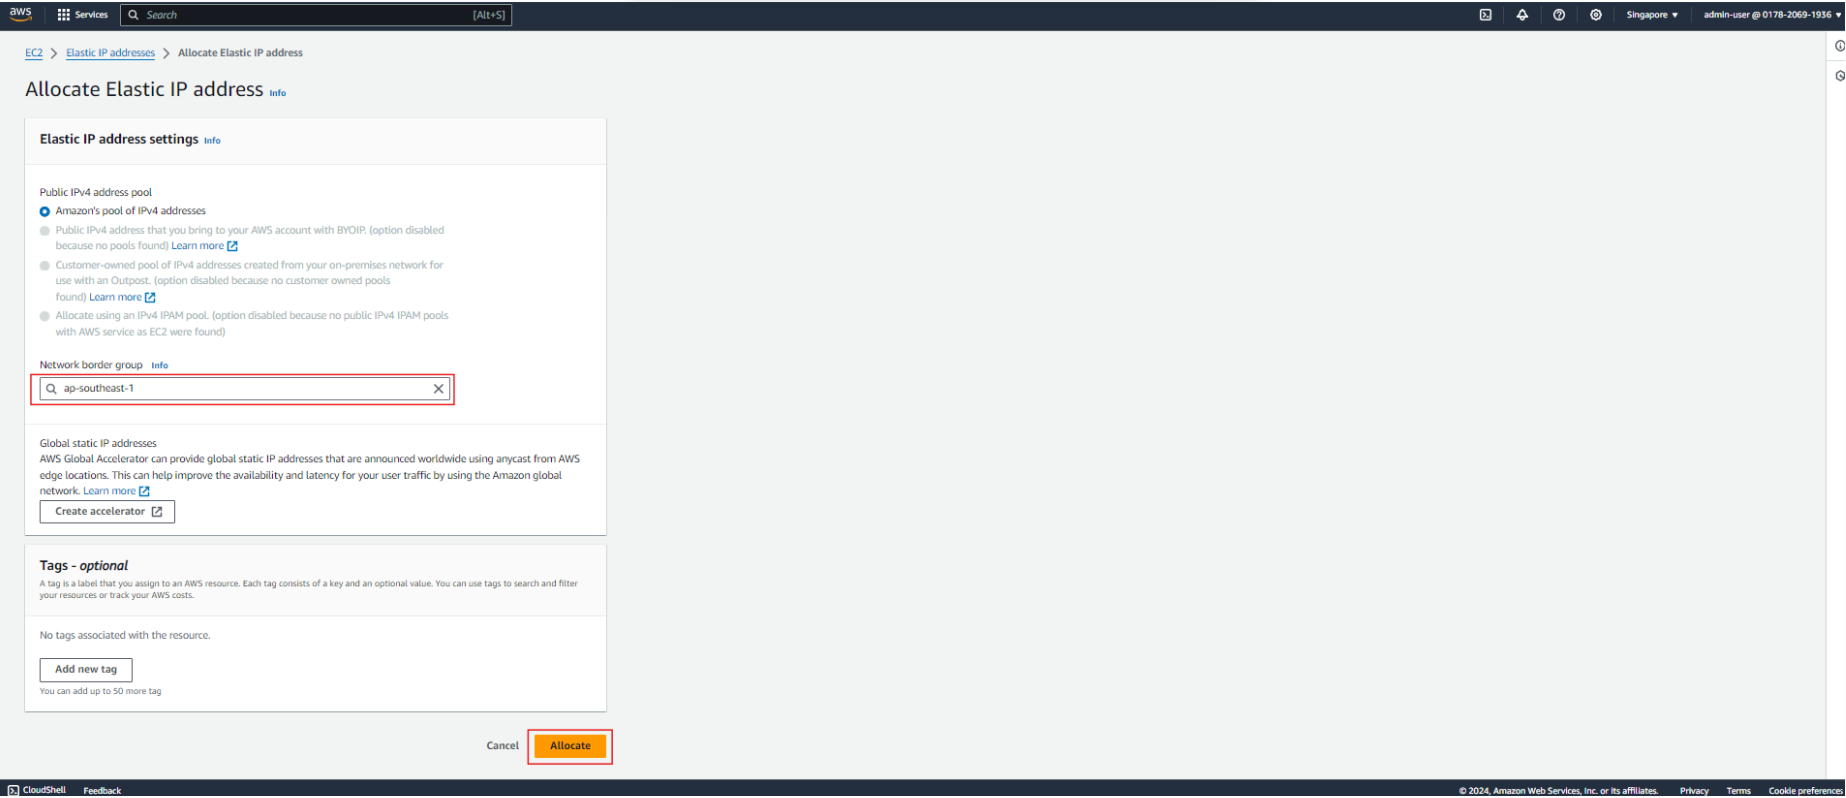 aws
Services
Search
[Alt+S]
Singapore
admin-user @ 0178-2069-1936
EC2
Elastic IP addresses
Allocate Elastic IP address
Allocate Elastic IP address Info
Elastic IP address settings Info
Public IPv4 address pool
Amazon's pool of IPv4 addresses
Public IPv4 address that you bring to your AWS account with BYOIP. (option disabled
because no pools found) Learn more
Customer-owned pool of IPv4 addresses created from your on-premises network for
use with an Outpost. (option disabled because no customer owned pools
found) Learn more
Allocate using an IPv4 IPAM pool. (option disabled because no public IPv4 IPAM pools
with AWS service as EC2 were found)
Network border group Info
ap-southeast-1
Global static IP addresses
AWS Global Accelerator can provide global static IP addresses that are announced worldwide using anycast from AWS
edge locations. This can help improve the availability and latency for your user traffic by using the Amazon global
network. Learn more
Create accelerator
Tags - optional
A tag is a label that you assign to an AWS resource. Each tag consists of a key and an optional value. You can use tags to search and filter
your resources or track your AWS costs.
No tags associated with the resource.
Add new tag
You can add up to 50 more tag
Cancel
Allocate
CloudShell
Feedback
© 2024, Amazon Web Services, Inc. or its affiliates.
Privacy
Terms
Cookie preferences